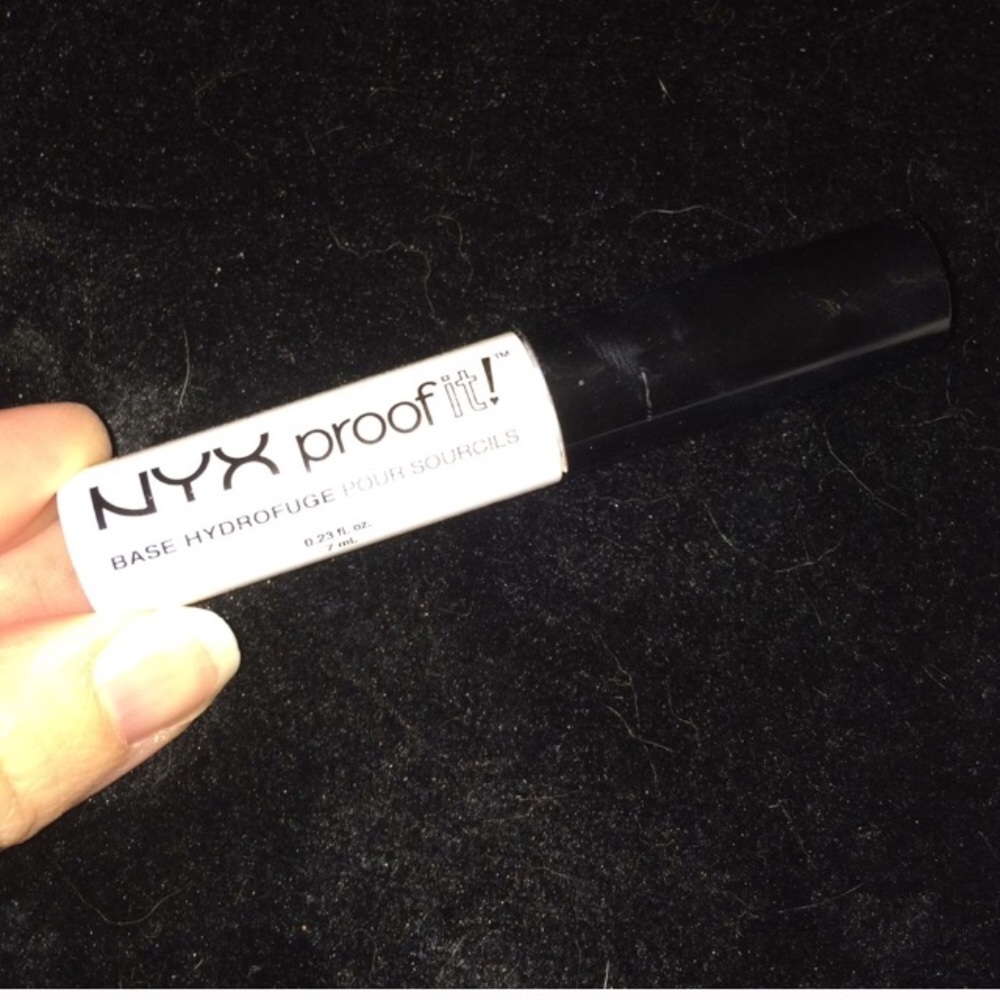 NYX proof it!™
BASE HYDROFUGE POUR SOURCILS
0.23 fl. oz.
7 mL